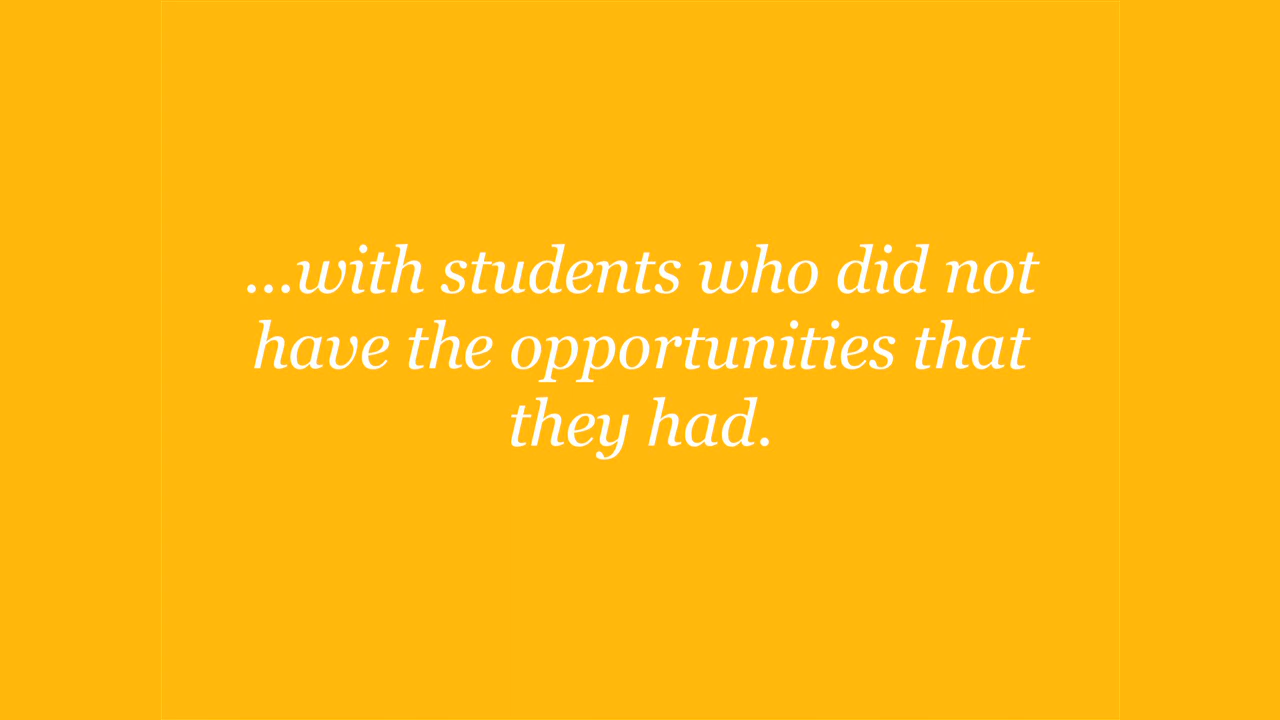 ...with students who did not
have the opportunities that
they had.